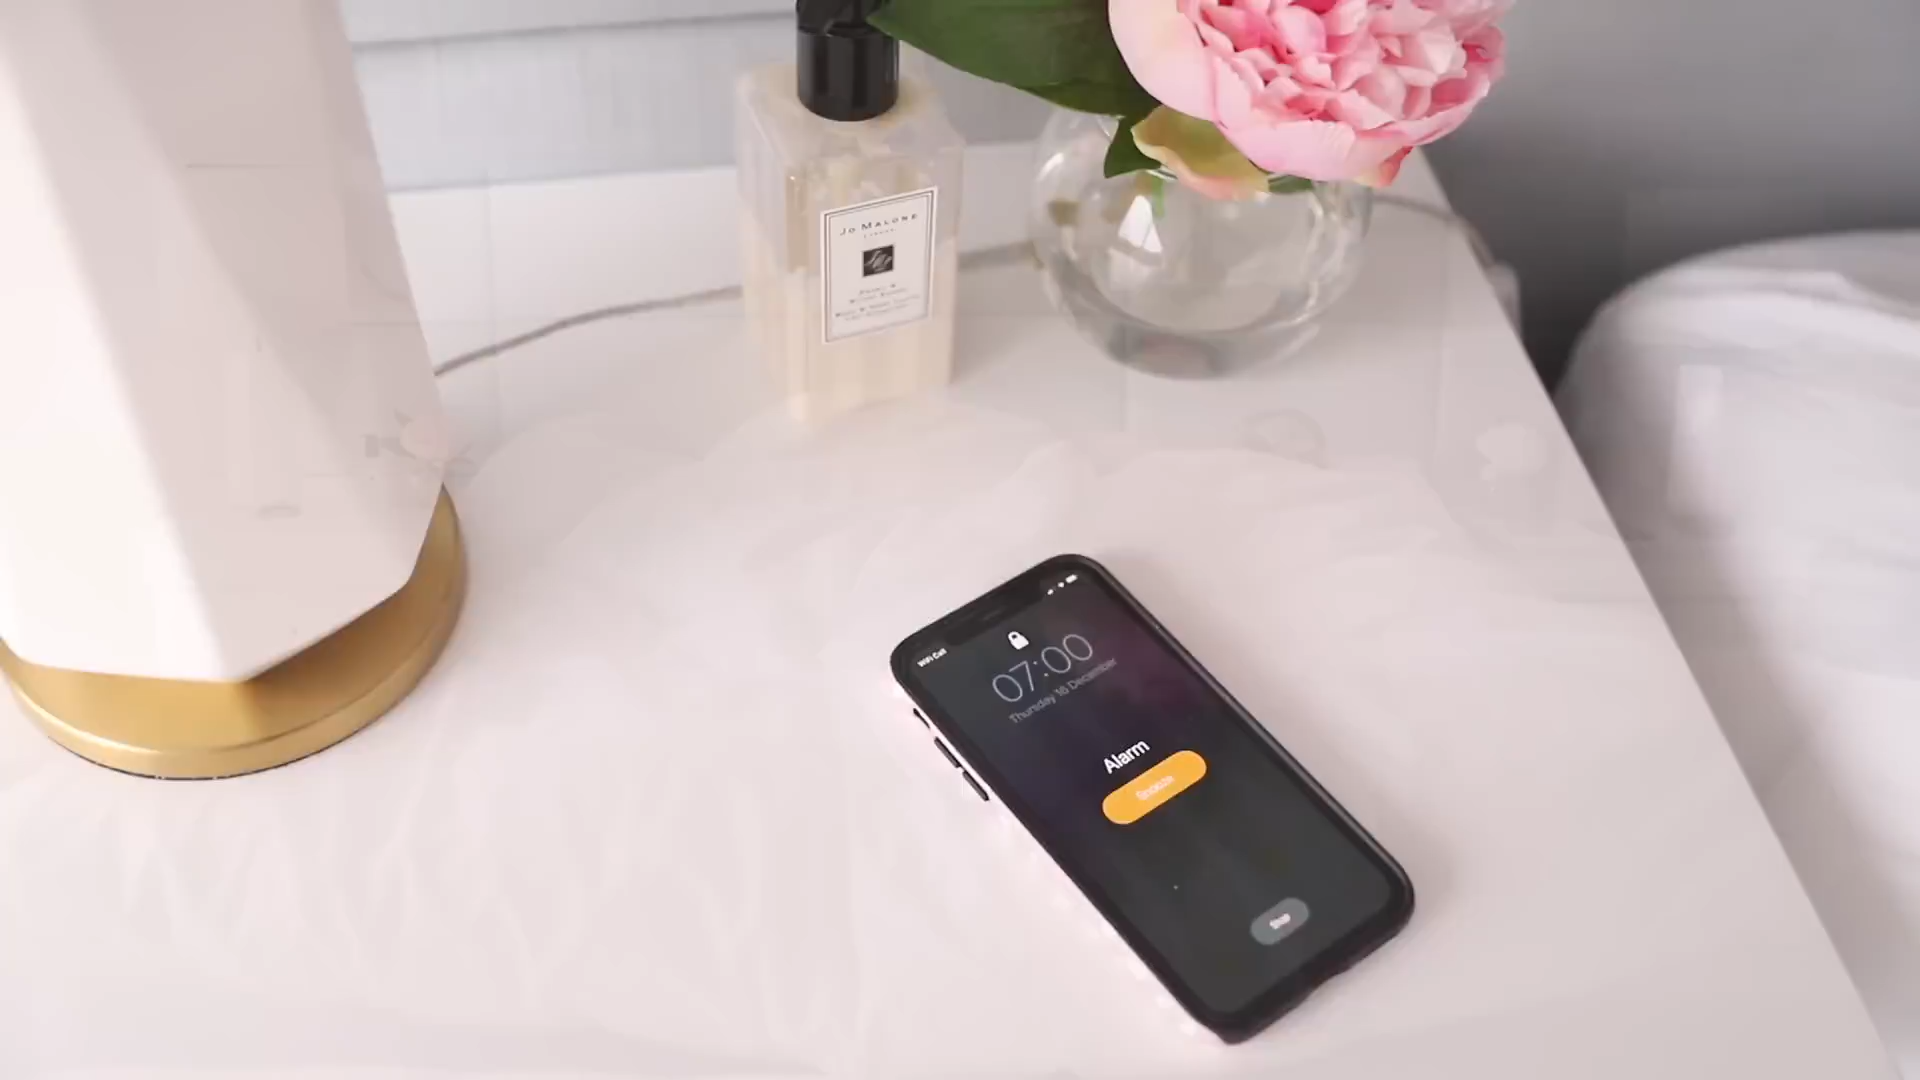 JO MALONE
LONDON
WiFi Call
07:00
Thursday 16 December
Alarm
Snooze
Stop